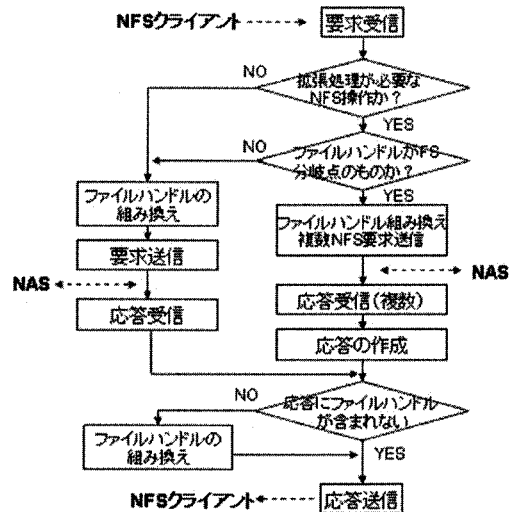 NFSクライアント
要求受信
拡張処理が必要な
NFS操作か？
NO
YES
ファイルハンドルがFS
分岐点のものか？
NO
YES
ファイルハンドルの
組み換え
ファイルハンドル組み換え
複数NFS要求送信
要求送信
NAS
NAS
応答受信
応答受信(複数)
応答の作成
応答にファイルハンドル
が含まれない
NO
YES
ファイルハンドルの
組み換え
NFSクライアント
応答送信